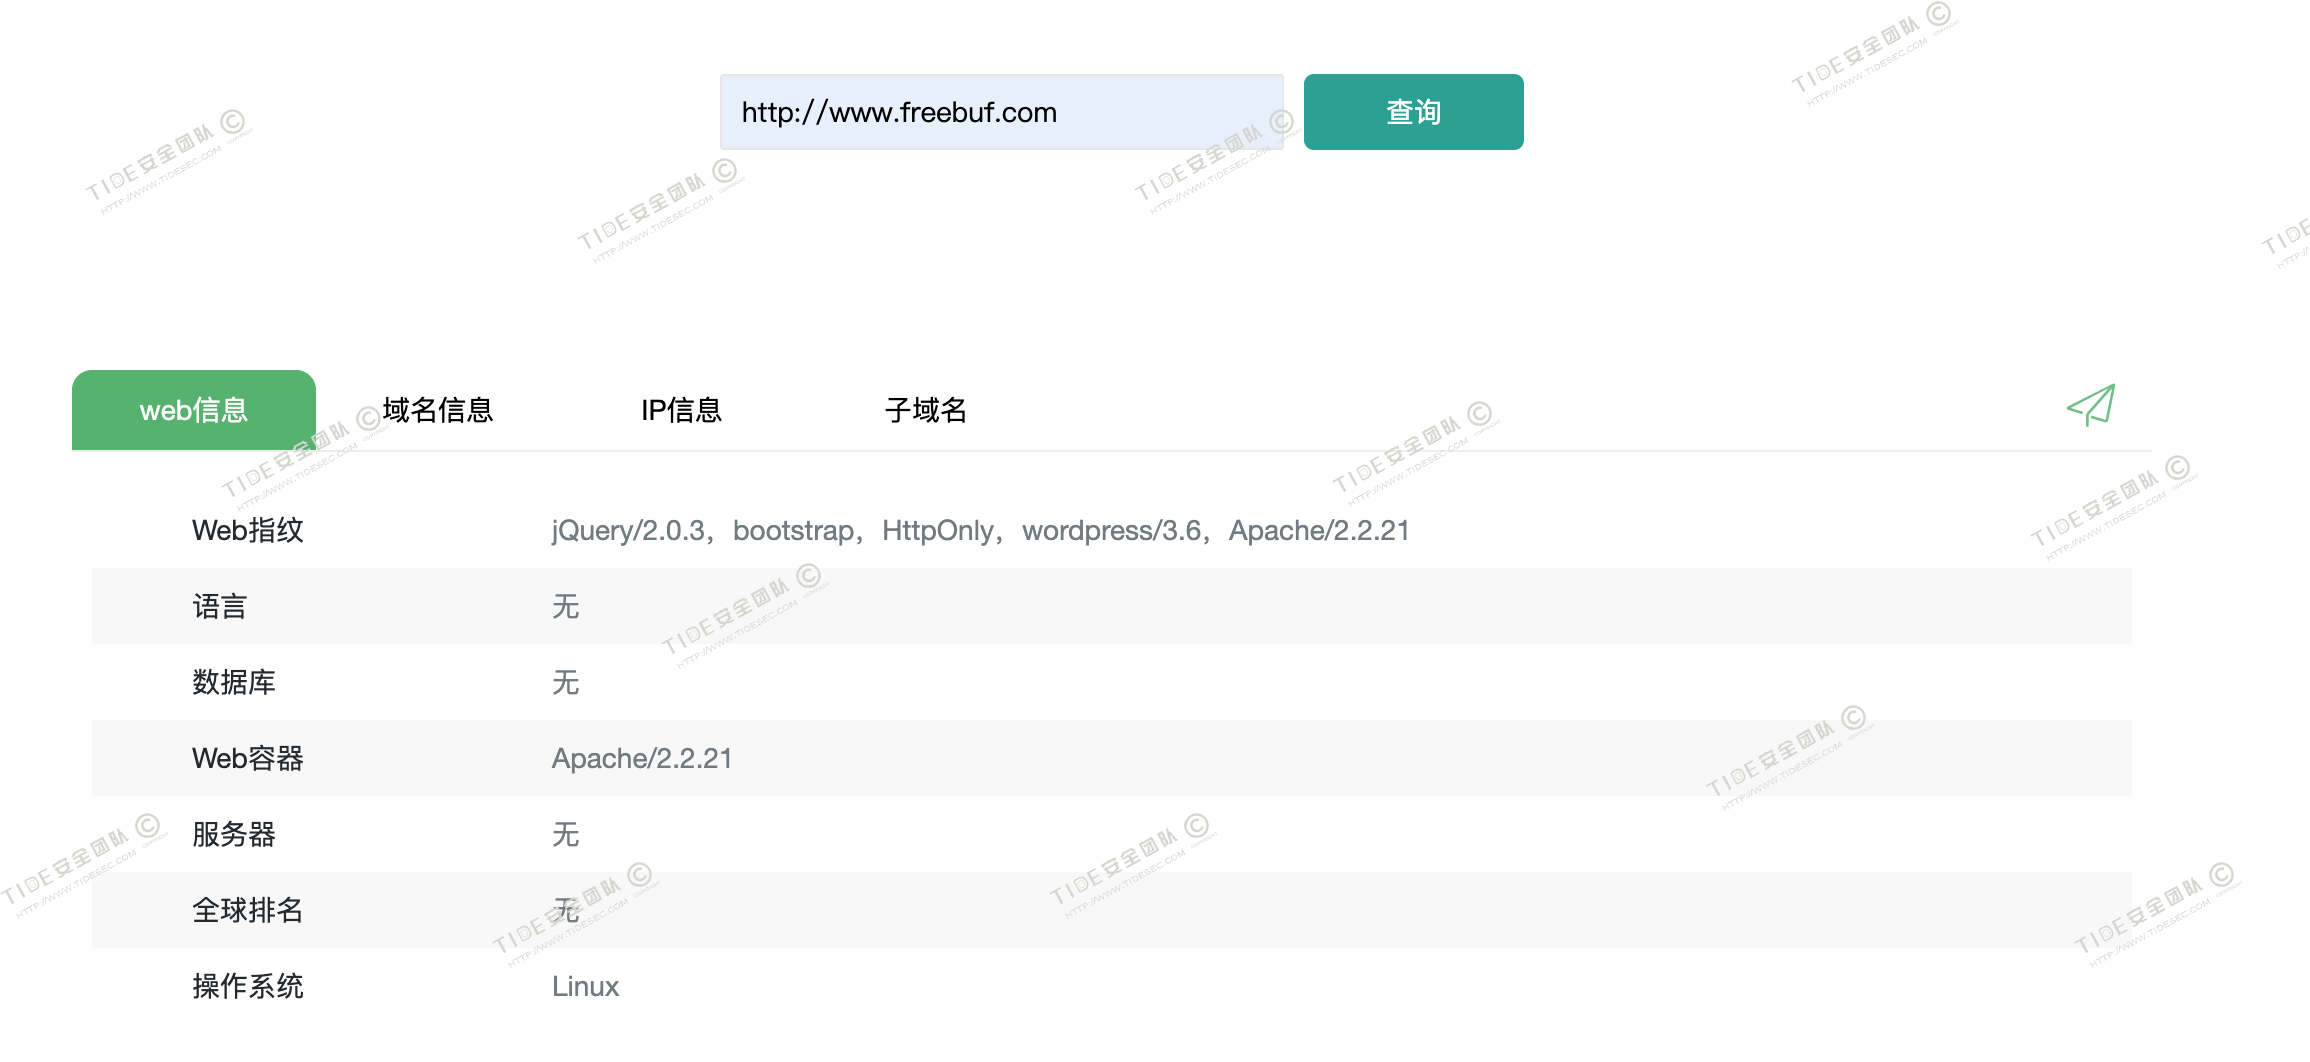 http://www.freebuf.com
查询
web信息 域名信息 IP信息 子域名
Web指纹 jQuery/2.0.3，bootstrap，HttpOnly，wordpress/3.6，Apache/2.2.21
语言 无
数据库 无
Web容器 Apache/2.2.21
服务器 无
全球排名 无
操作系统 Linux
TIDE安全团队 ©
HTTP://WWW.TIDESEC.COM COPYRIGHT